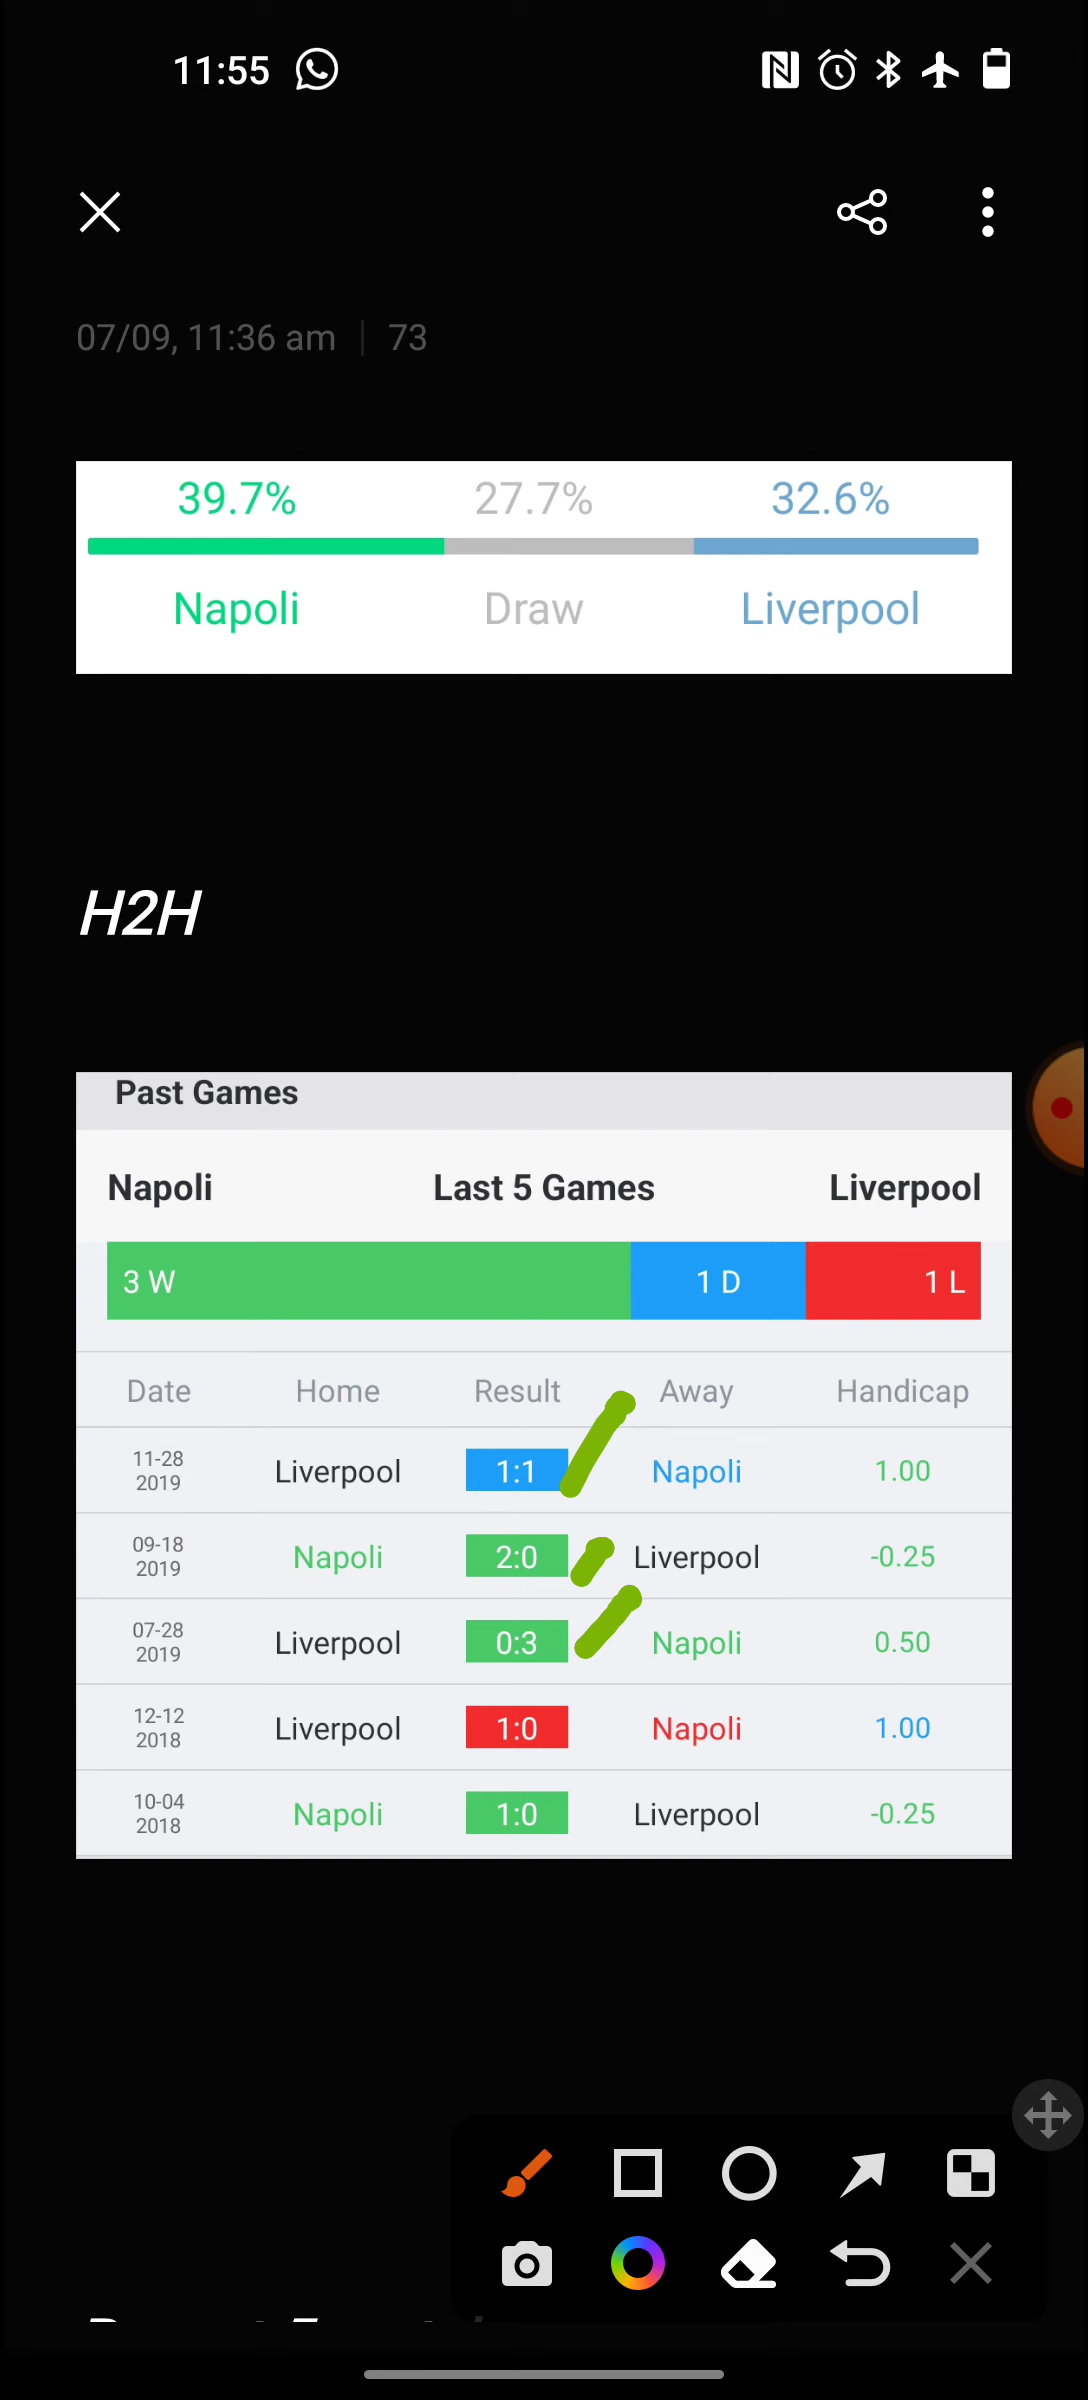 11:55
07/09, 11:36 am | 73
39.7% 27.7% 32.6%
Napoli Draw Liverpool
H2H
Past Games
Napoli Last 5 Games Liverpool
3 W 1 D 1 L
Date Home Result Away Handicap
11-28 2019 Liverpool 1:1 Napoli 1.00
09-18 2019 Napoli 2:0 Liverpool -0.25
07-28 2019 Liverpool 0:3 Napoli 0.50
12-12 2018 Liverpool 1:0 Napoli 1.00
10-04 2018 Napoli 1:0 Liverpool -0.25